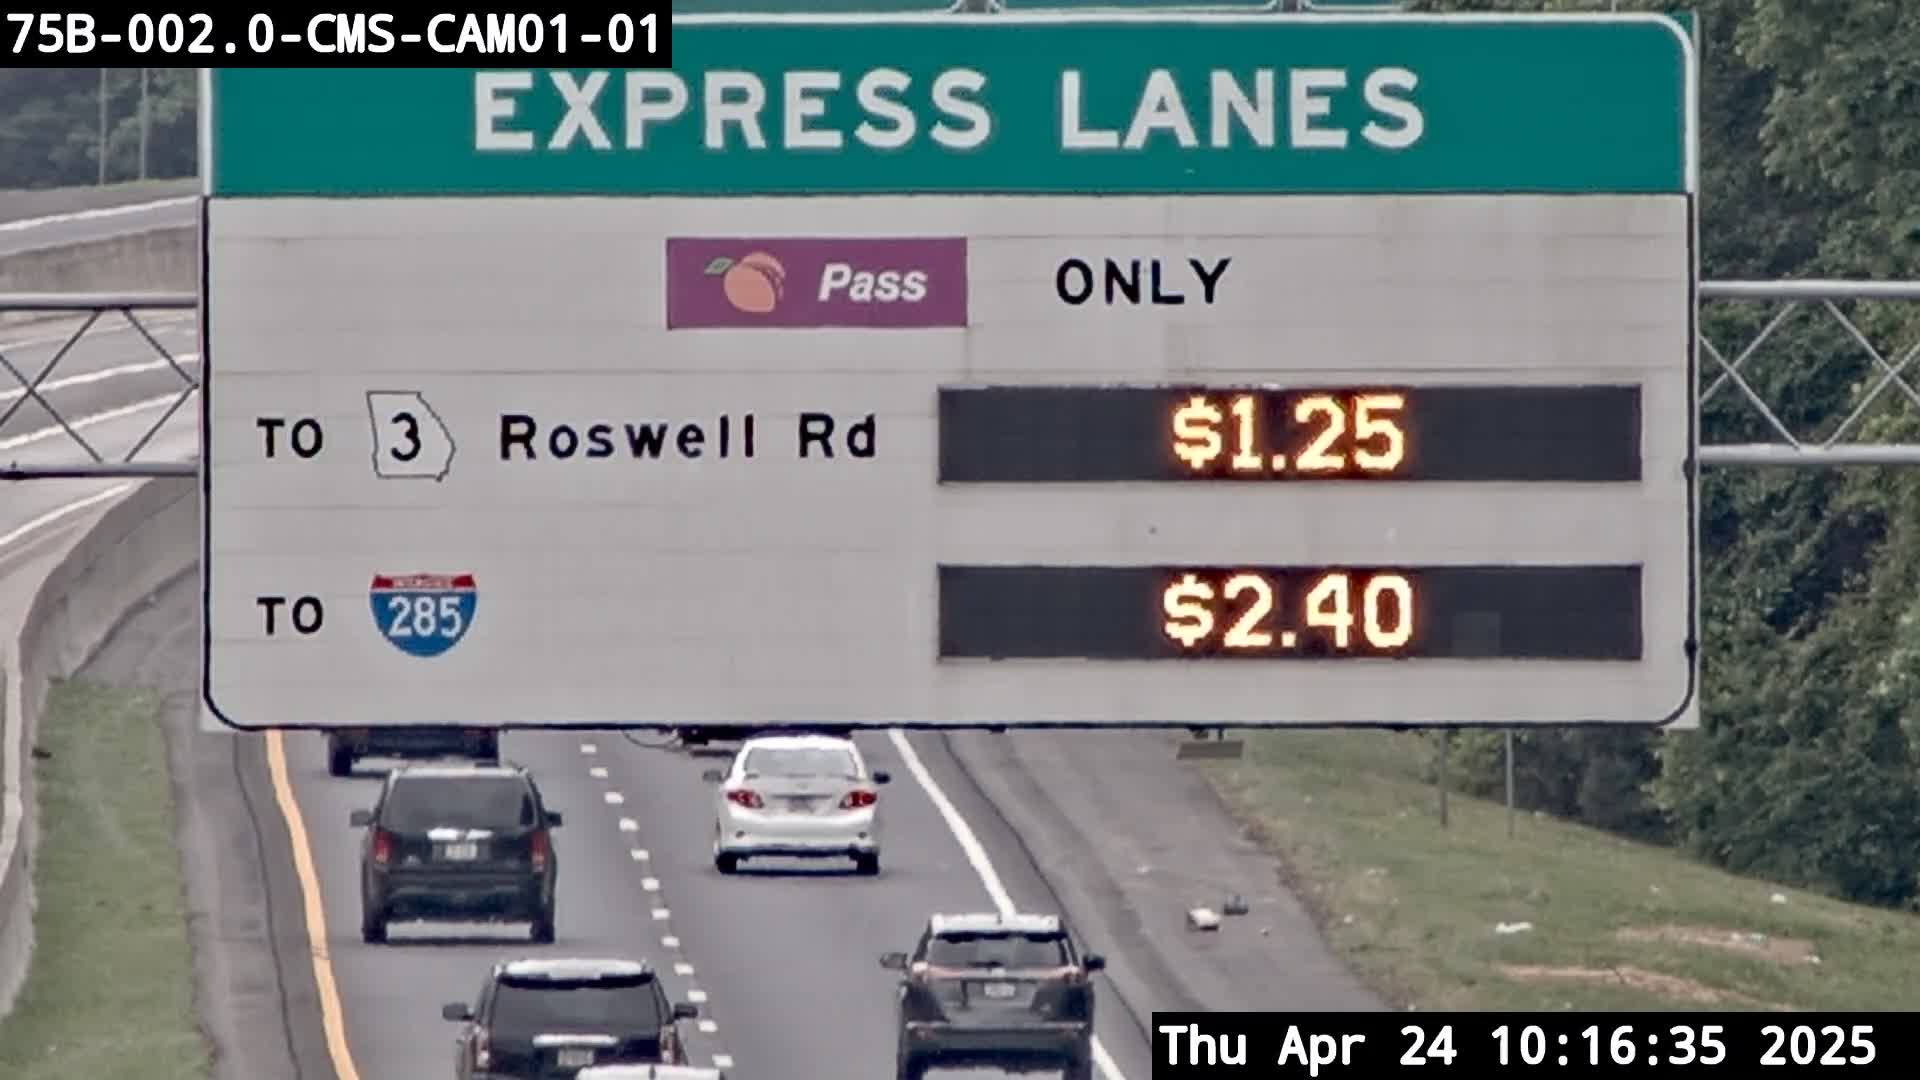 75B-002.0-CMS-CAM01-01
EXPRESS LANES
Pass ONLY
TO 3 Roswell Rd $1.25
TO 285 $2.40
Thu Apr 24 10:16:35 2025